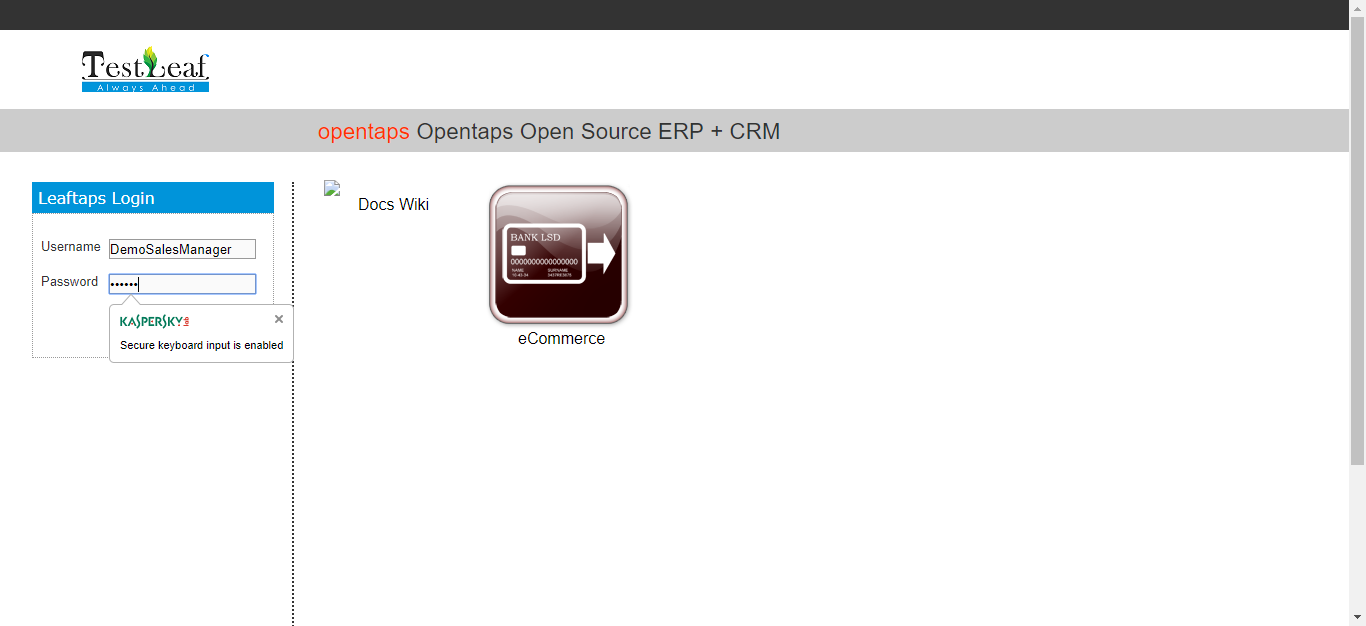 TestLeaf
Always Ahead
opentaps Opentaps Open Source ERP + CRM
Leaftaps Login
Username DemoSalesManager
Password ••••••
KASPERSKY
Secure keyboard input is enabled
Docs Wiki
BANK LSD
0000000000000000
NAME SURNAME
eCommerce